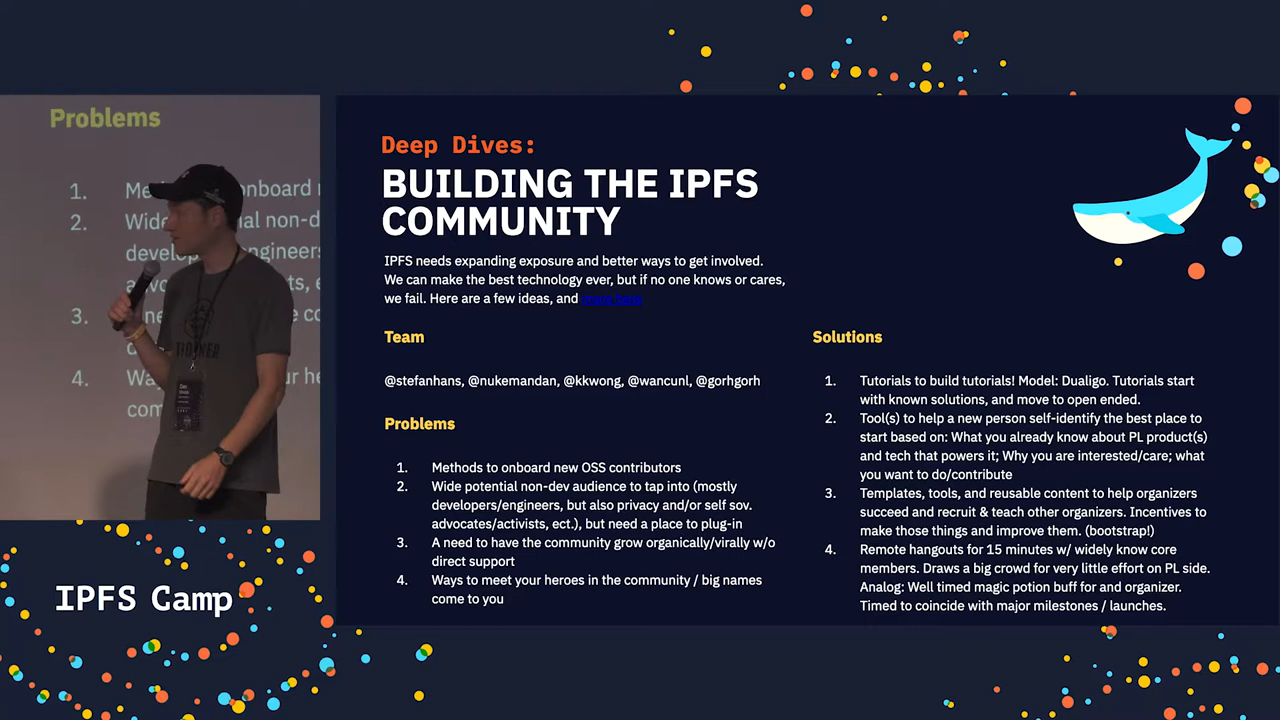 Problems
1. onboard
2. Wide non-d
engineers
3.
4.
IPFS Camp
Deep Dives:
BUILDING THE IPFS
COMMUNITY
IPFS needs expanding exposure and better ways to get involved.
We can make the best technology ever, but if no one knows or cares,
we fail. Here are a few ideas, and more here
Team
@stefanhans, @nukemandan, @kkwong, @wancurl, @gorhgorh
Problems
1. Methods to onboard new OSS contributors
2. Wide potential non-dev audience to tap into (mostly
developers/engineers, but also privacy and/or self sov.
advocates/activists, ect.), but need a place to plug-in
3. A need to have the community grow organically/virally w/o
direct support
4. Ways to meet your heroes in the community / big names
come to you
Solutions
1. Tutorials to build tutorials! Model: Dualigo. Tutorials start
with known solutions, and move to open ended.
2. Tool(s) to help a new person self-identify the best place to
start based on: What you already know about PL product(s)
and tech that powers it; Why you are interested/care; what
you want to do/contribute
3. Templates, tools, and reusable content to help organizers
succeed and recruit & teach other organizers. Incentives to
make those things and improve them. (bootstrap!)
4. Remote hangouts for 15 minutes w/ widely know core
members. Draws a big crowd for very little effort on PL side.
Analog: Well timed magic potion buff for and organizer.
Timed to coincide with major milestones / launches.